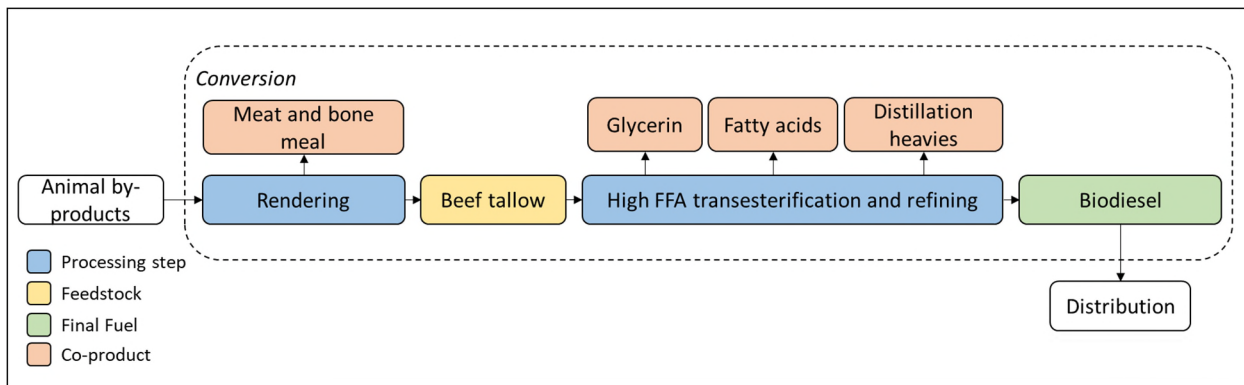 Conversion
Meat and bone
meal
Glycerin
Fatty acids
Distillation
heavies
Animal by-
products
Rendering
Beef tallow
High FFA transesterification and refining
Biodiesel
Processing step
Feedstock
Final Fuel
Co-product
Distribution